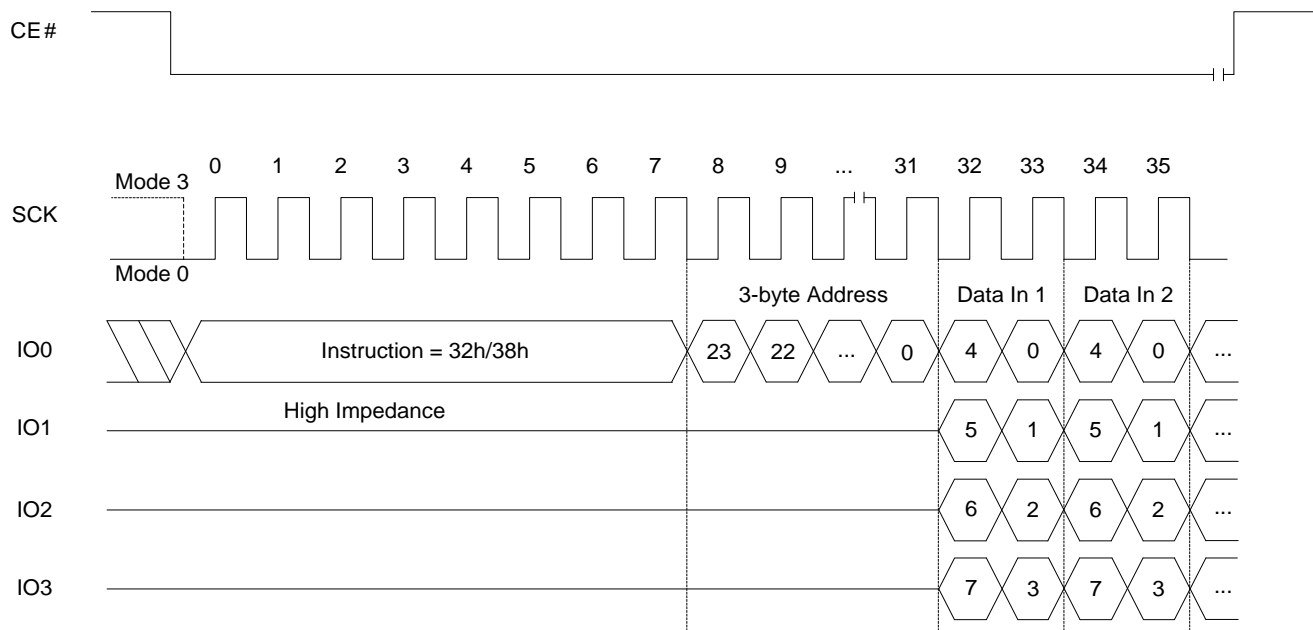 CE#
0 1 2 3 4 5 6 7 8 9 ... 31 32 33 34 35
Mode 3
SCK
Mode 0
3-byte Address Data In 1 Data In 2
IO0 Instruction = 32h/38h 23 22 ... 0 4 0 4 0 ...
High Impedance
IO1 5 1 5 1 ...
IO2 6 2 6 2 ...
IO3 7 3 7 3 ...